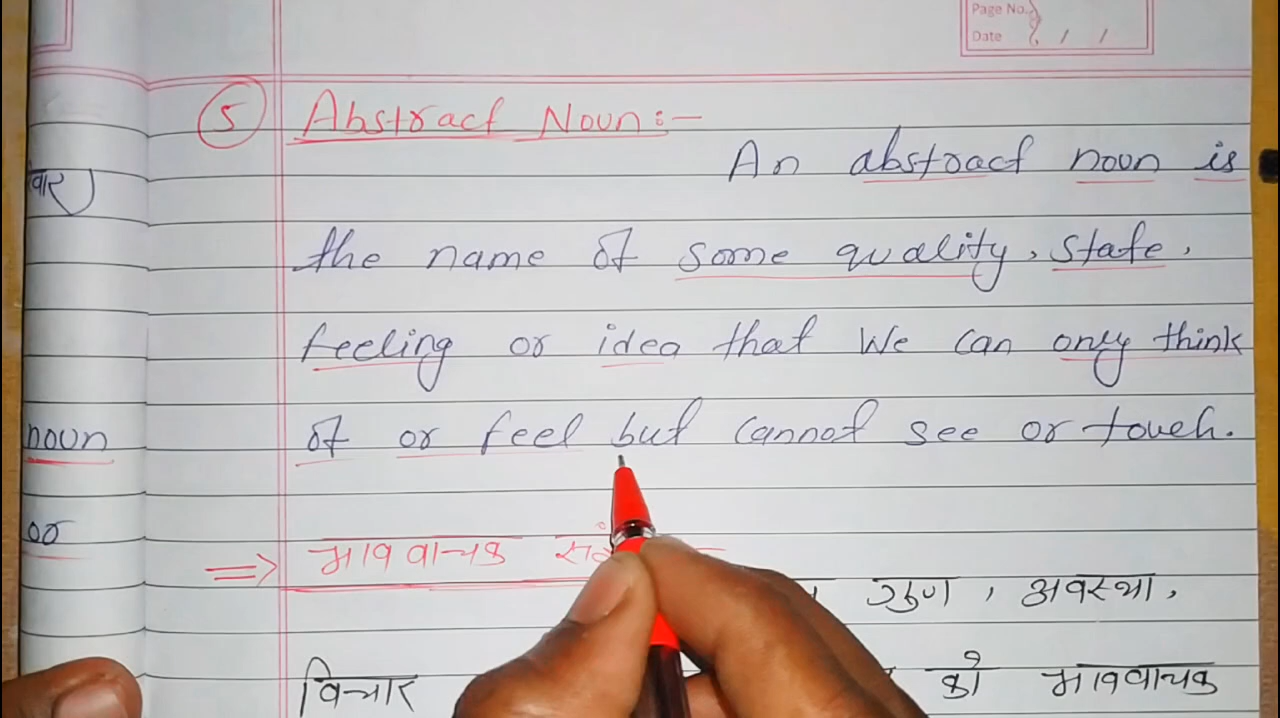 Page No.
Date / /
5 Abstract Noun:-
An abstract noun is
the name of some quality, state,
feeling or idea that we can only think
of or feel but cannot see or touch.
noun
or
⇒ भाववाचक
गुण, अवस्था,
विचार को भाववाचक